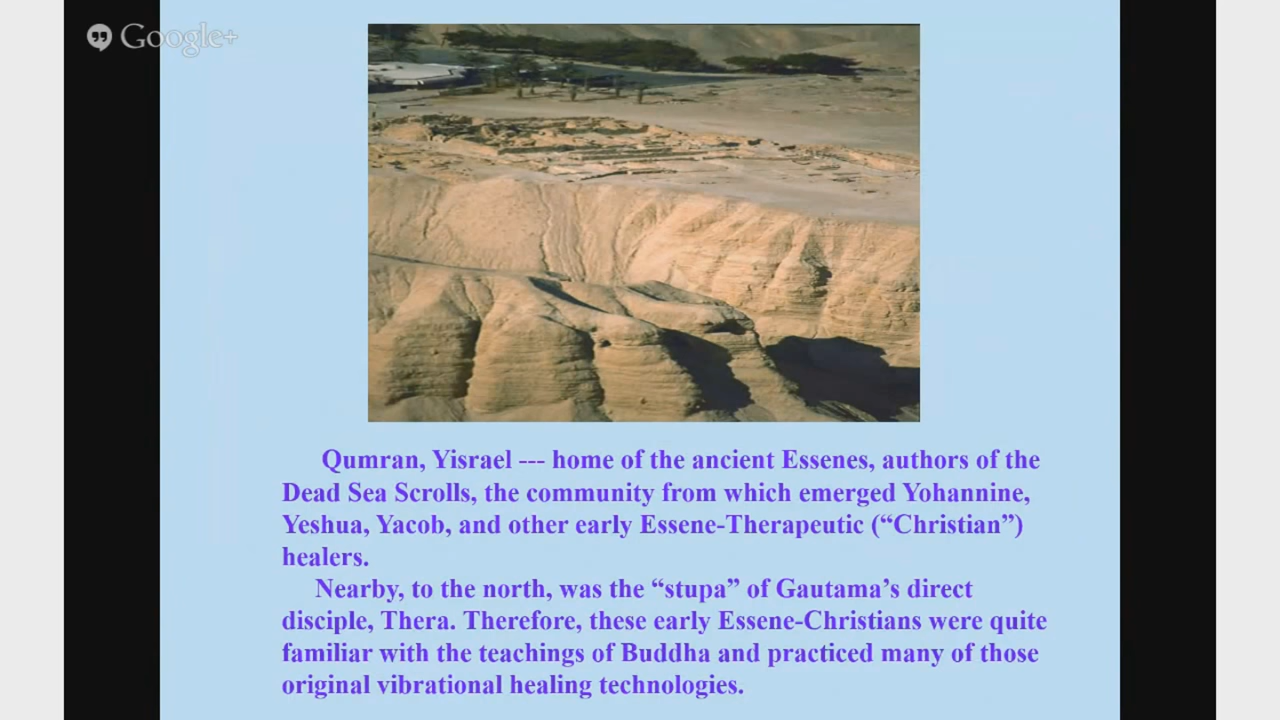 Google+
Qumran, Yisrael --- home of the ancient Essenes, authors of the
Dead Sea Scrolls, the community from which emerged Yohannine,
Yeshua, Yacob, and other early Essene-Therapeutic (“Christian”)
healers.
Nearby, to the north, was the “stupa” of Gautama’s direct
disciple, Thera. Therefore, these early Essene-Christians were quite
familiar with the teachings of Buddha and practiced many of those
original vibrational healing technologies.